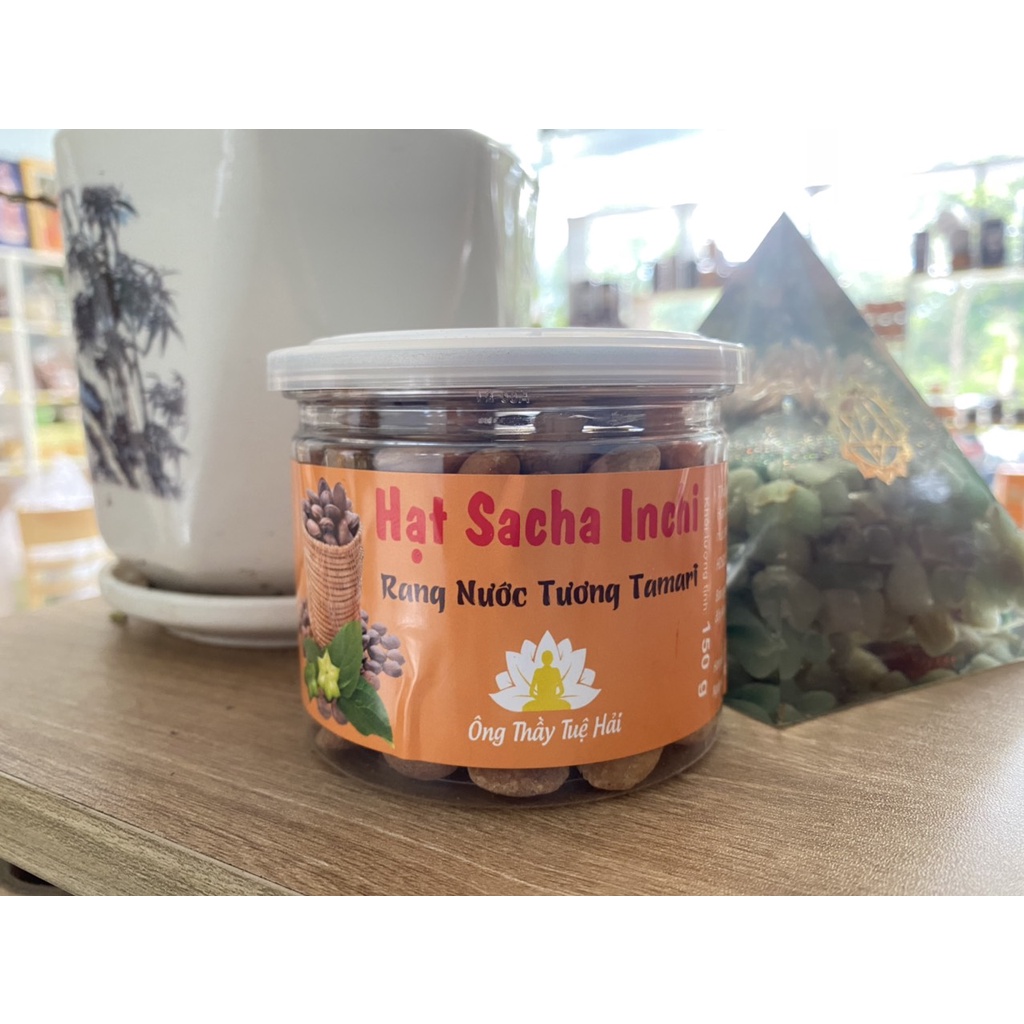 Hạt Sacha Inchi
Rang Nước Tương Tamari
Ông Thầy Tuệ Hải
150 g